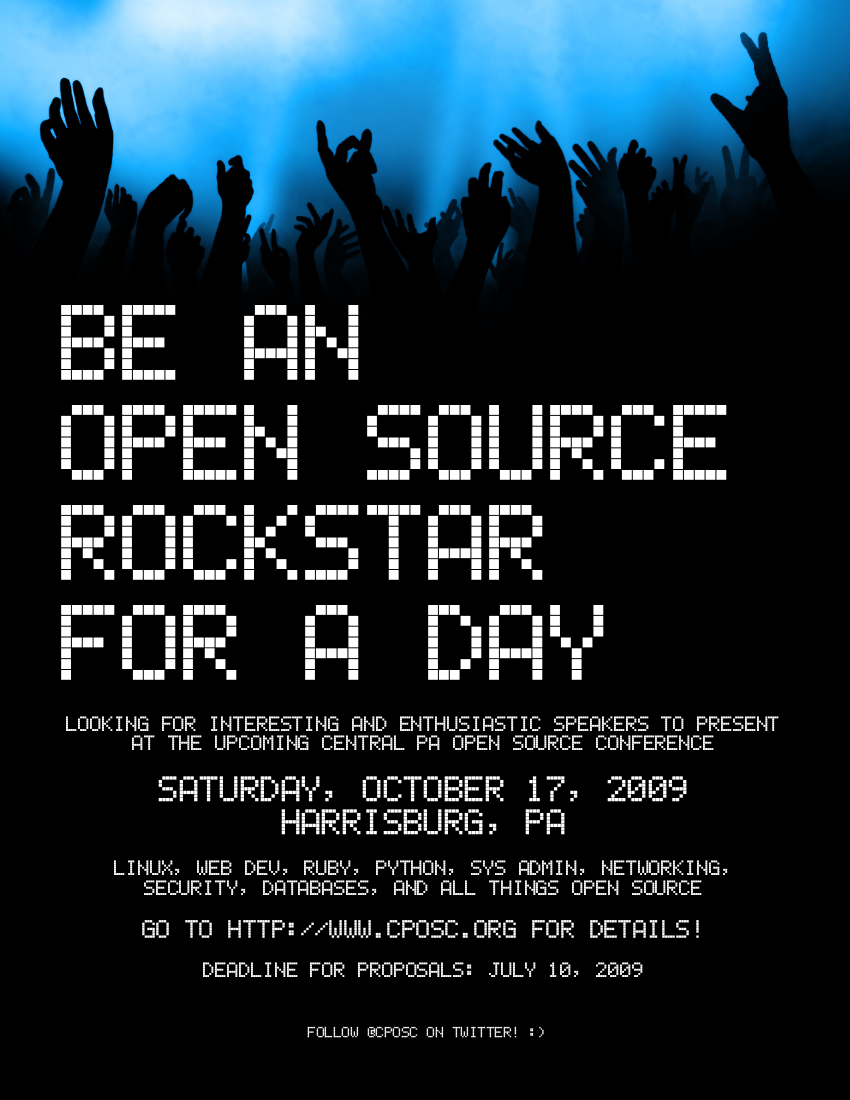 BE AN
OPEN SOURCE
ROCKSTAR
FOR A DAY
LOOKING FOR INTERESTING AND ENTHUSIASTIC SPEAKERS TO PRESENT
AT THE UPCOMING CENTRAL PA OPEN SOURCE CONFERENCE
SATURDAY, OCTOBER 17, 2009
HARRISBURG, PA
LINUX, WEB DEV, RUBY, PYTHON, SYS ADMIN, NETWORKING,
SECURITY, DATABASES, AND ALL THINGS OPEN SOURCE
GO TO HTTP://WWW.CPOSC.ORG FOR DETAILS!
DEADLINE FOR PROPOSALS: JULY 10, 2009
FOLLOW @CPOSC ON TWITTER! :)